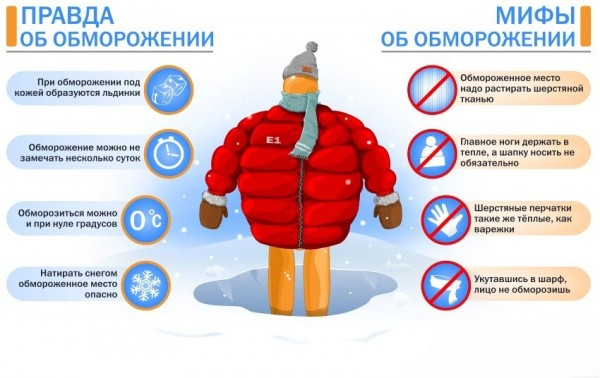 ПРАВДА
ОБ ОБМОРОЖЕНИИ
При обморожении под
кожей образуются льдинки
Обморожение можно не
замечать несколько суток
Обморозиться можно
и при нуле градусов
0°c
Натирать снегом
обмороженное место
опасно
E1
МИФЫ
ОБ ОБМОРОЖЕНИИ
Обмороженное место
надо растирать шерстяной
тканью
Главное ноги держать в
тепле, а шапку носить не
обязательно
Шерстяные перчатки
такие же тёплые, как
варежки
Укутавшись в шарф,
лицо не обморозишь